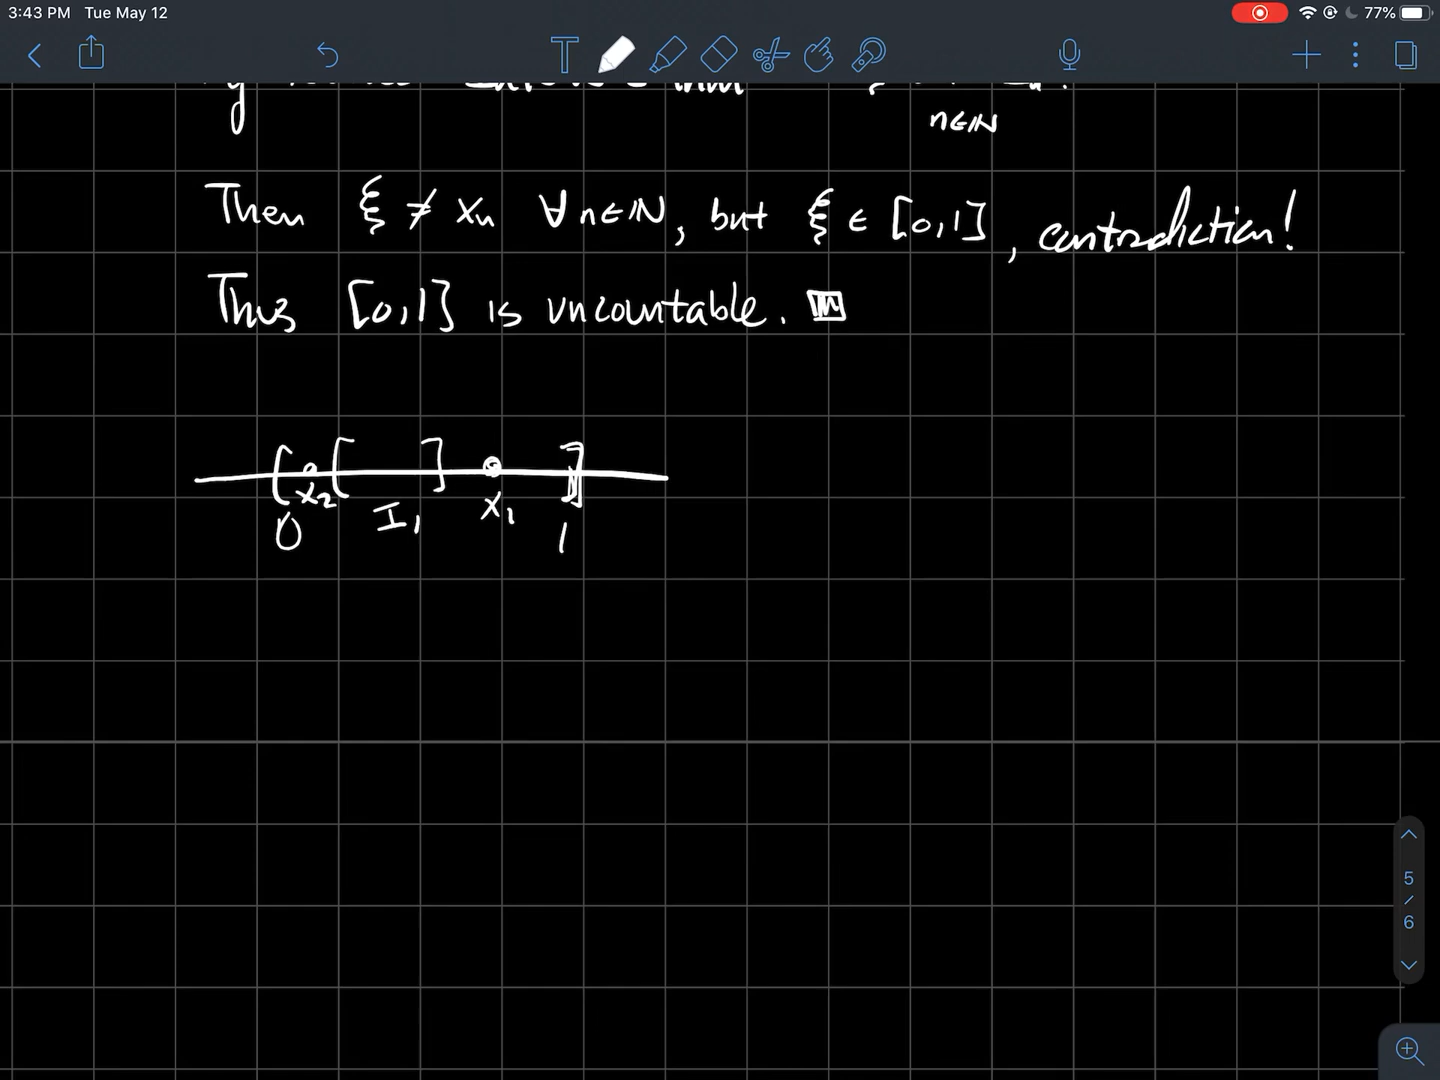 3:43 PM Tue May 12 77%
n∈ℕ
Then ξ ≠ xₙ ∀n∈ℕ, but ξ ∈ [0,1], contradiction!
Thus [0,1] is uncountable.
x₂ I₁ x₁
0 1
5
/
6